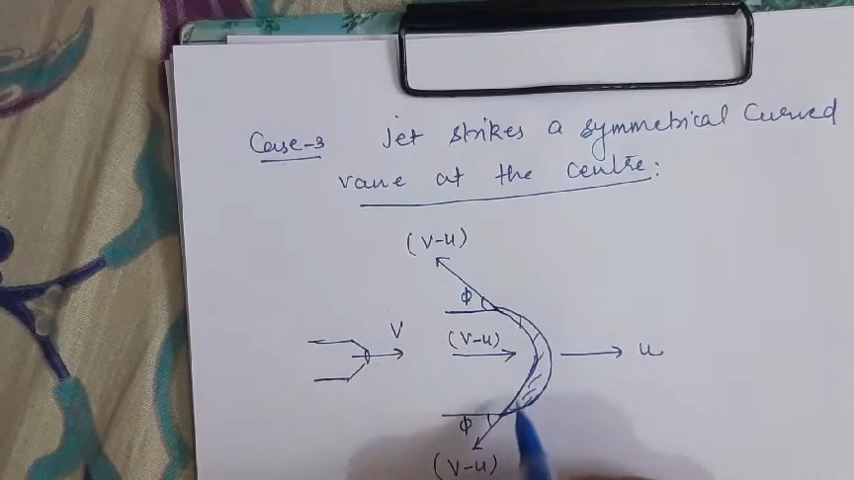 Case-3 jet strikes a symmetrical Curved
vane at the centre:
(V-u)
φ
V
(V-u)
u
φ
(V-u)